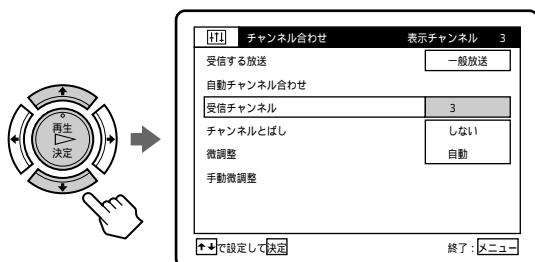 チャンネル合わせ 表示チャンネル 3
受信する放送 一般放送
自動チャンネル合わせ
受信チャンネル 3
チャンネルとばし しない
微調整 自動
手動微調整
↑↓で設定して決定 終了：メニュー
再生
決定